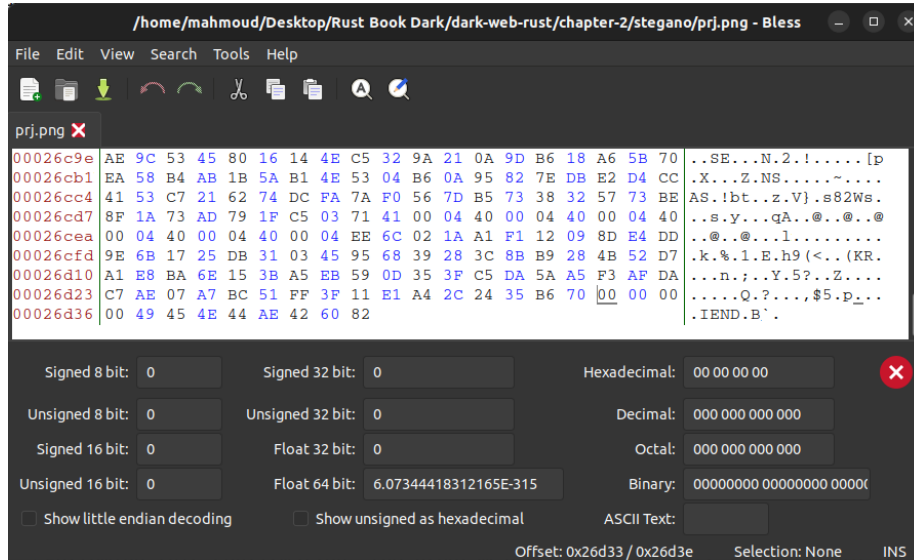 /home/mahmoud/Desktop/Rust Book Dark/dark-web-rust/chapter-2/stegano/prj.png - Bless
File Edit View Search Tools Help
prj.png
00026c9e AE 9C 53 45 80 16 14 4E C5 32 9A 21 0A 9D B6 18 A6 5B 70 ..SE...N.2.!.....[p
00026cb1 EA 58 B4 AB 1B 5A B1 4E 53 04 B6 0A 95 82 7E DB E2 D4 CC .X...Z.NS.....~....
00026cc4 41 53 C7 21 62 74 DC FA 7A F0 56 7D B5 73 38 32 57 73 BE AS.!bt..z.V}.s82Ws.
00026cd7 8F 1A 73 AD 79 1F C5 03 71 41 00 04 40 00 04 40 00 04 40 ..s.y...qA..@..@..@
00026cea 00 04 40 00 04 40 00 04 EE 6C 02 1A A1 F1 12 09 8D E4 DD ..@..@...l.........
00026cfd 9E 6B 17 25 DB 31 03 45 95 68 39 28 3C 8B B9 28 4B 52 D7 .k.%.1.E.h9(<..(KR.
00026d10 A1 E8 BA 6E 15 3B A5 EB 59 0D 35 3F C5 DA 5A A5 F3 AF DA ...n.;..Y.5?..Z....
00026d23 C7 AE 07 A7 BC 51 FF 3F 11 E1 A4 2C 24 35 B6 70 00 00 00 .....Q.?...,$5.p...
00026d36 00 49 45 4E 44 AE 42 60 82 .IEND.B`.
Signed 8 bit: 0 Signed 32 bit: 0 Hexadecimal: 00 00 00 00
Unsigned 8 bit: 0 Unsigned 32 bit: 0 Decimal: 000 000 000 000
Signed 16 bit: 0 Float 32 bit: 0 Octal: 000 000 000 000
Unsigned 16 bit: 0 Float 64 bit: 6.07344418312165E-315 Binary: 00000000 00000000 00000
Show little endian decoding Show unsigned as hexadecimal ASCII Text:
Offset: 0x26d33 / 0x26d3e Selection: None INS